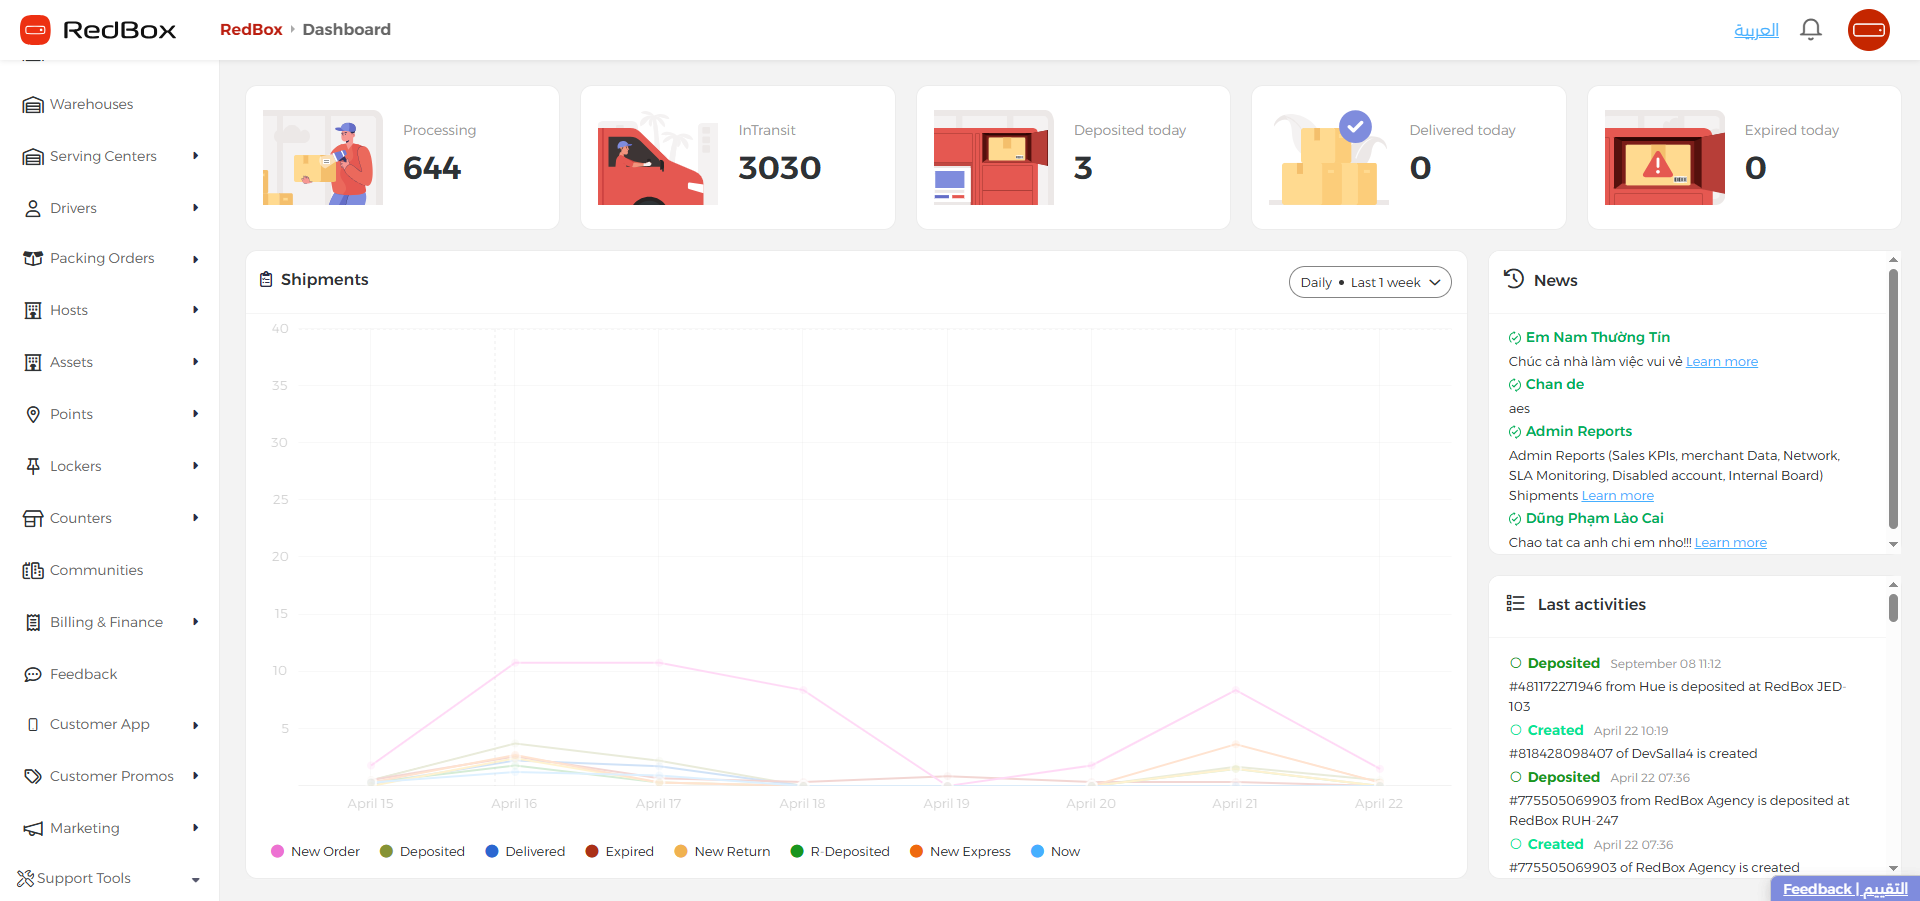 RedBox
RedBox
Dashboard
العربية
Warehouses
Serving Centers
Drivers
Packing Orders
Hosts
Assets
Points
Lockers
Counters
Communities
Billing & Finance
Feedback
Customer App
Customer Promos
Marketing
Support Tools
Processing
644
InTransit
3030
Deposited today
3
Delivered today
0
Expired today
0
Shipments
Daily • Last 1 week
40
35
30
25
20
15
10
5
April 15
April 16
April 17
April 18
April 19
April 20
April 21
April 22
New Order
Deposited
Delivered
Expired
New Return
R-Deposited
New Express
Now
News
Em Nam Thường Tín
Chúc cả nhà làm việc vui vẻ Learn more
Chan de
aes
Admin Reports
Admin Reports (Sales KPIs, merchant Data, Network,
SLA Monitoring, Disabled account, Internal Board)
Shipments Learn more
Dũng Phạm Lào Cai
Chao tat ca anh chi em nho!!! Learn more
Last activities
Deposited September 08 11:12
#481172271946 from Hue is deposited at RedBox JED-
103
Created April 22 10:19
#818428098407 of DevSalla4 is created
Deposited April 22 07:36
#775505069903 from RedBox Agency is deposited at
RedBox RUH-247
Created April 22 07:36
#775505069903 of RedBox Agency is created
Feedback | التقييم